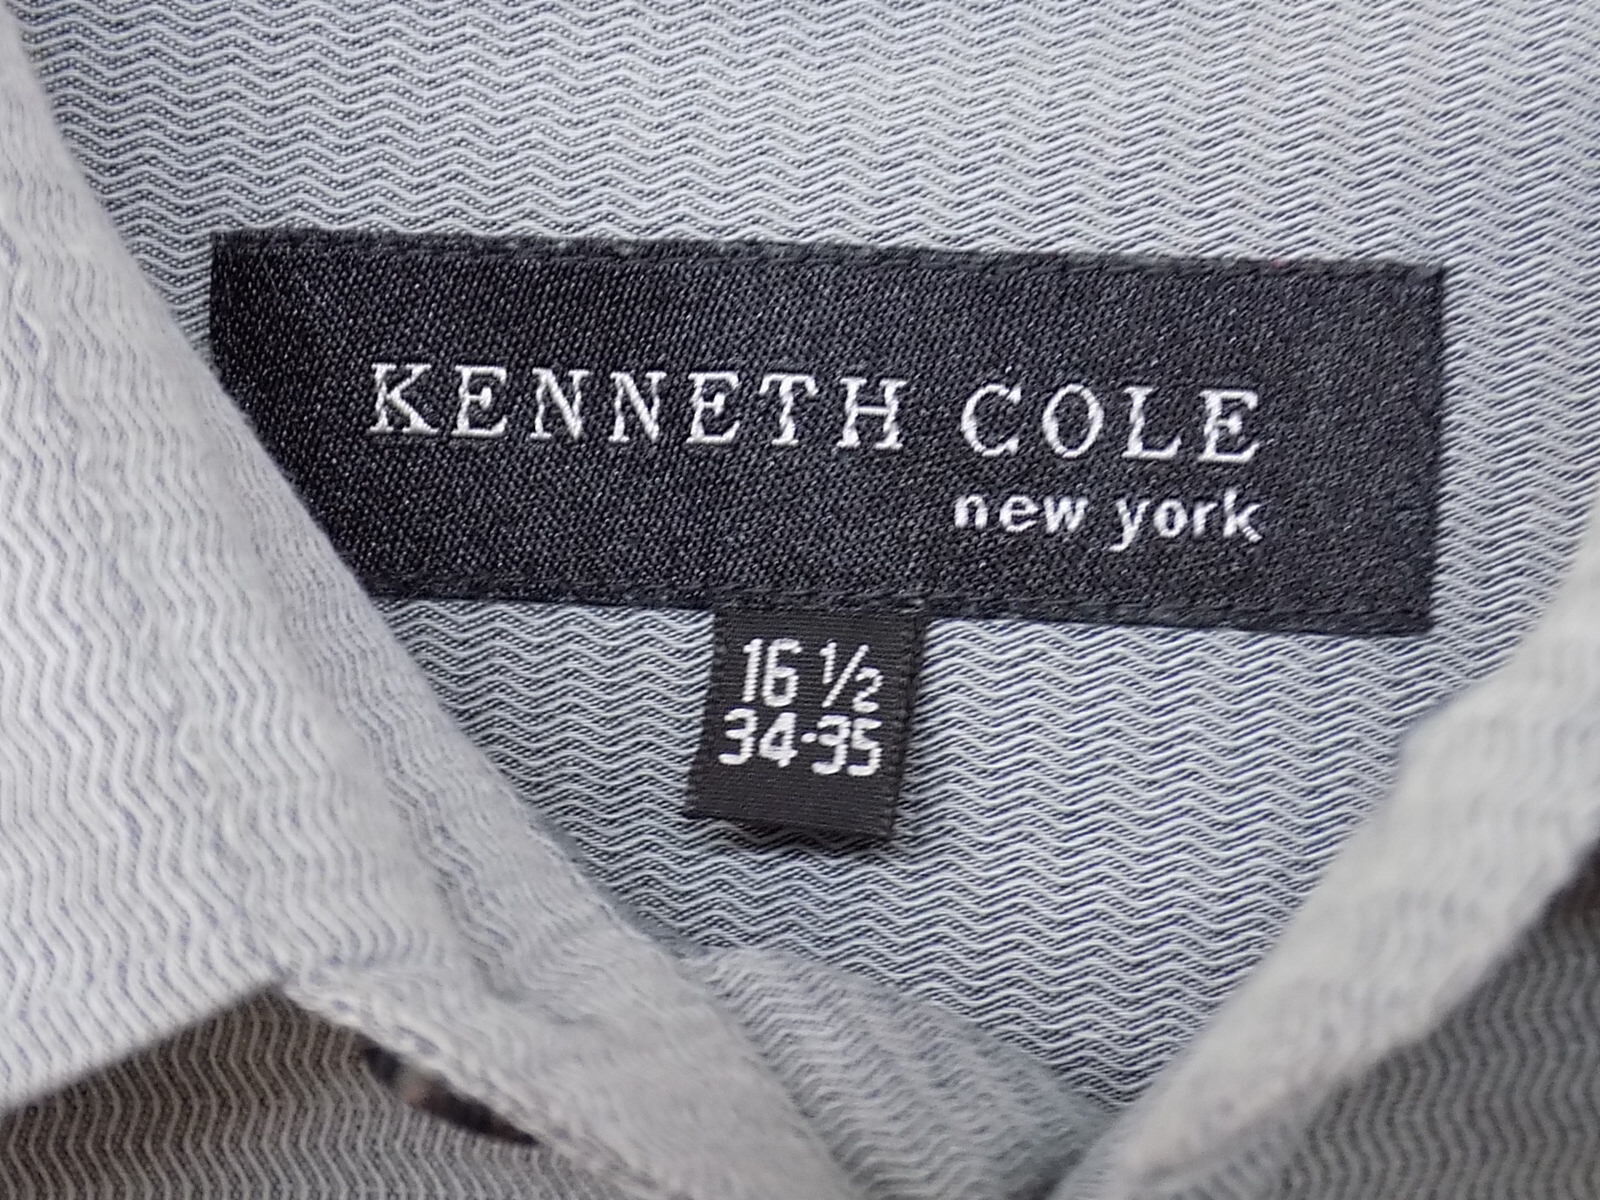 KENNETH COLE
new york
16 1/2
34-35